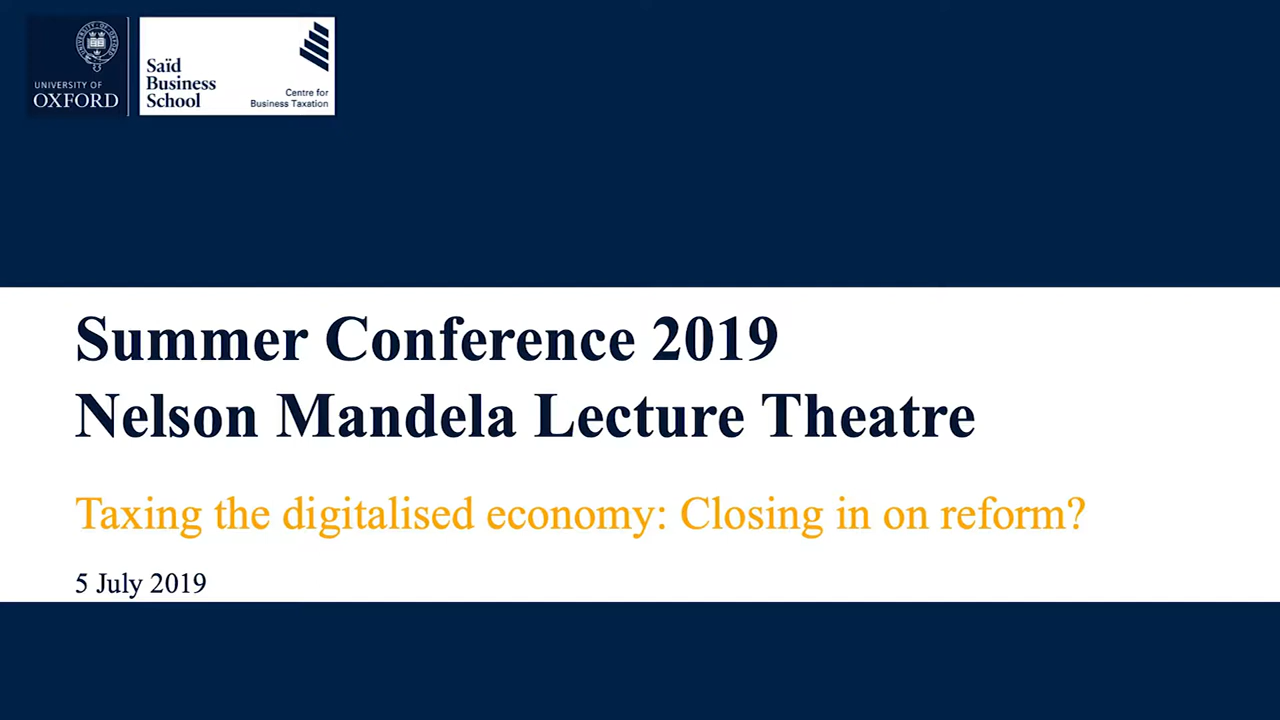 UNIVERSITY OF
OXFORD
Saïd
Business
School
Centre for
Business Taxation
Summer Conference 2019
Nelson Mandela Lecture Theatre
Taxing the digitalised economy: Closing in on reform?
5 July 2019